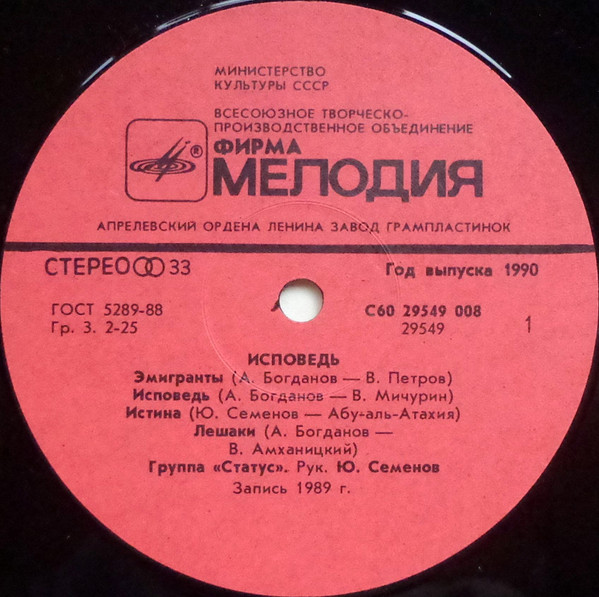 МИНИСТЕРСТВО
КУЛЬТУРЫ СССР
ВСЕСОЮЗНОЕ ТВОРЧЕСКО-
ПРОИЗВОДСТВЕННОЕ ОБЪЕДИНЕНИЕ
ФИРМА
®
МЕЛОДИЯ
АПРЕЛЕВСКИЙ ОРДЕНА ЛЕНИНА ЗАВОД ГРАМПЛАСТИНОК
СТЕРЕО 33
Год выпуска 1990
ГОСТ 5289-88
Гр. 3. 2-25
С60 29549 008
29549
1
ИСПОВЕДЬ
Эмигранты (А. Богданов — В. Петров)
Исповедь (А. Богданов — В. Мичурин)
Истина (Ю. Семенов — Абу-аль-Атахия)
Лешаки (А. Богданов —
В. Амханицкий)
Группа «Статус». Рук. Ю. Семенов
Запись 1989 г.